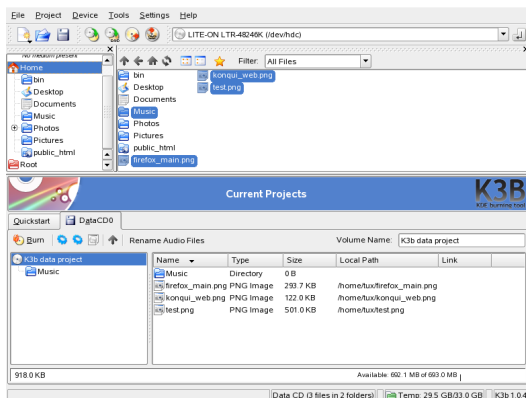 File Project Device Tools Settings Help
LITE-ON LTR-48246K (/dev/hdc)
No medium present
Filter: All Files
Home
bin
Desktop
Documents
Music
Photos
Pictures
public_html
Root
bin
Desktop
Documents
Music
Photos
Pictures
public_html
firefox_main.png
konqui_web.png
test.png
Current Projects
K3B
KDE burning tool
Quickstart DataCD0
Burn Rename Audio Files Volume Name: K3b data project
K3b data project
Music
Name Type Size Local Path Link
Music Directory 0 B
firefox_main.png PNG Image 293.7 KB /home/tux/firefox_main.png
konqui_web.png PNG Image 122.0 KB /home/tux/konqui_web.png
test.png PNG Image 501.0 KB /home/tux/test.png
918.0 KB Available: 692.1 MB of 693.0 MB
Data CD (3 files in 2 folders) Temp: 29.5 GB/33.0 GB K3b 1.0.4